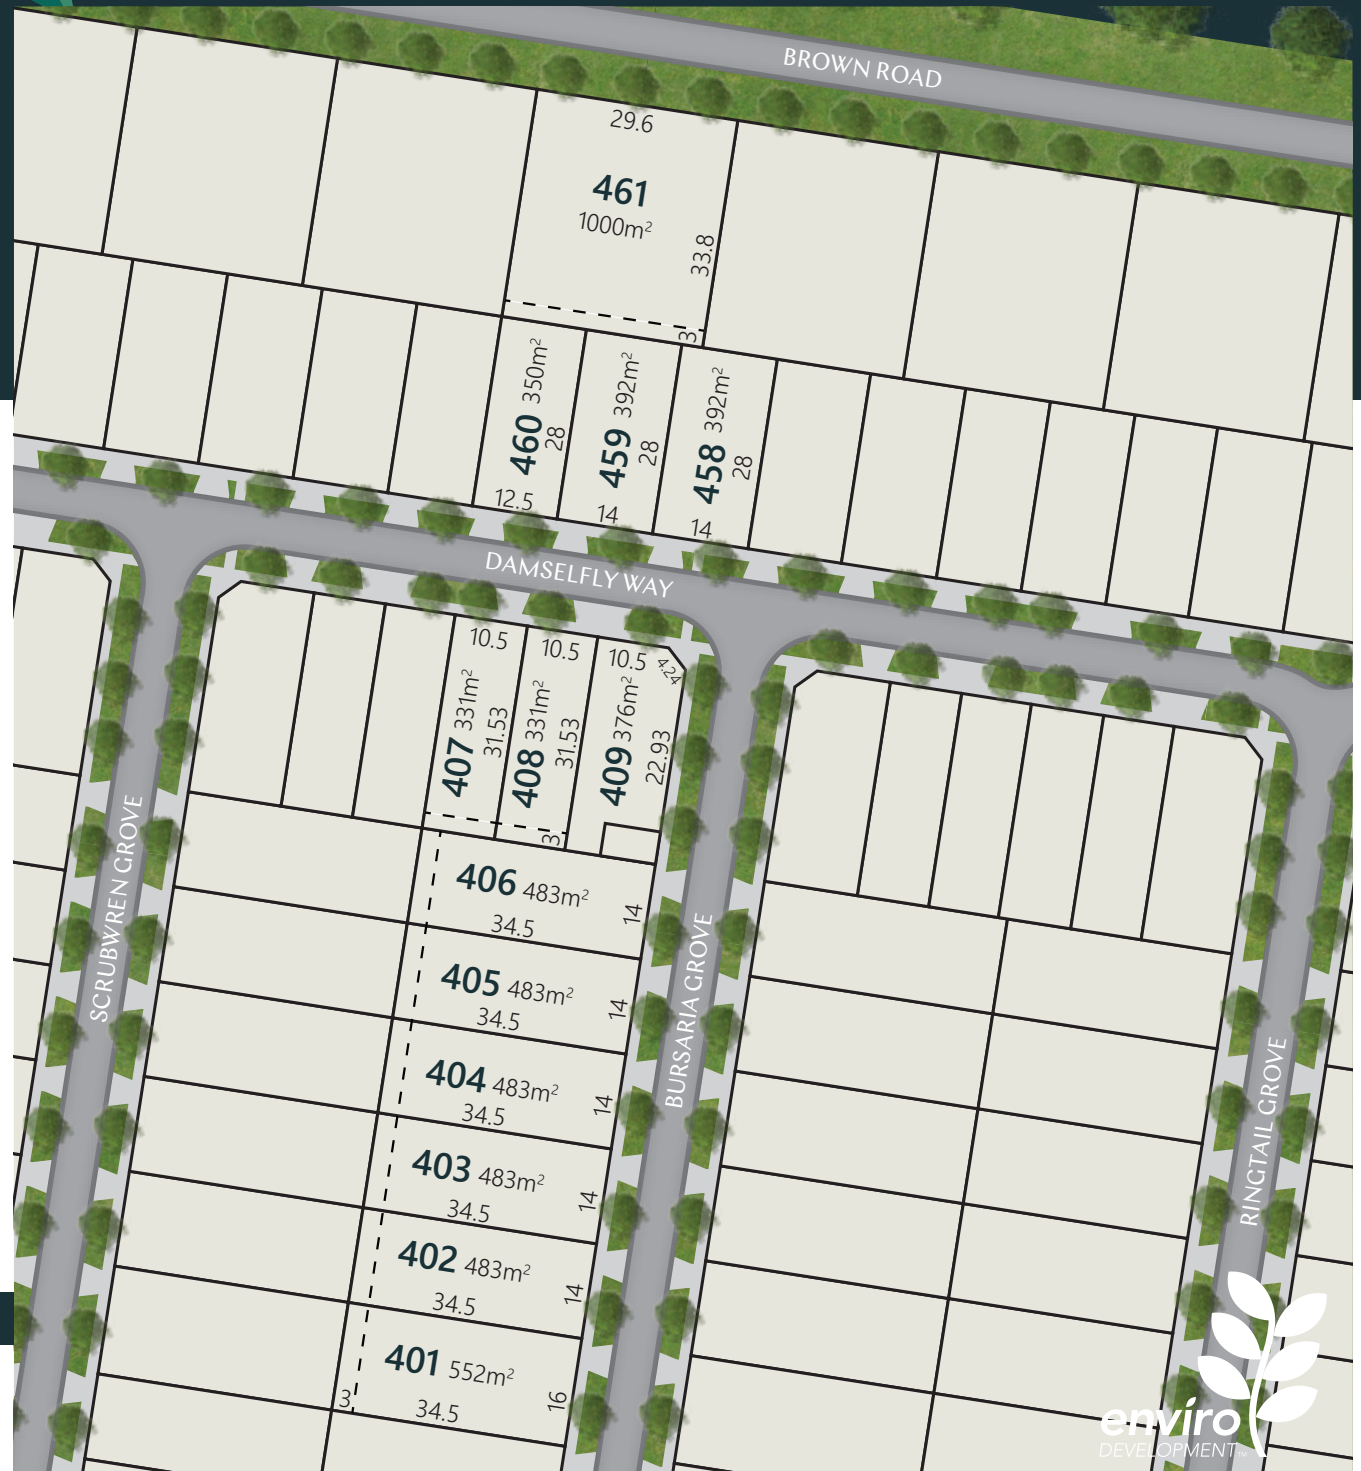 BROWN ROAD
29.6
461
1000m²
33.8
3
460 350m²
28
12.5
459 392m²
28
14
458 392m²
28
14
DAMSELFLY WAY
10.5
407 331m²
31.53
10.5
408 331m²
31.53
3
10.5
4.24
409 376m²
22.93
406 483m²
34.5
14
405 483m²
34.5
14
404 483m²
34.5
14
403 483m²
34.5
14
402 483m²
34.5
14
401 552m²
3
34.5
16
SCRUBWREN GROVE
BURSARIA GROVE
RINGTAIL GROVE
enviro
DEVELOPMENT™